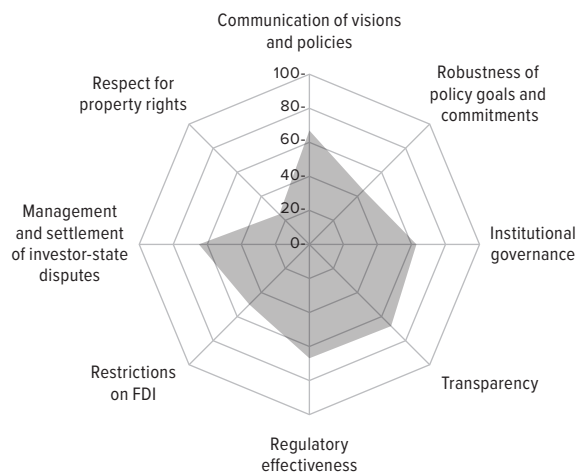 Communication of visions
and policies
Robustness of
policy goals and
commitments
Respect for
property rights
100-
80-
60-
40-
20-
0-
Management
and settlement
of investor-state
disputes
Institutional
governance
Restrictions
on FDI
Transparency
Regulatory
effectiveness